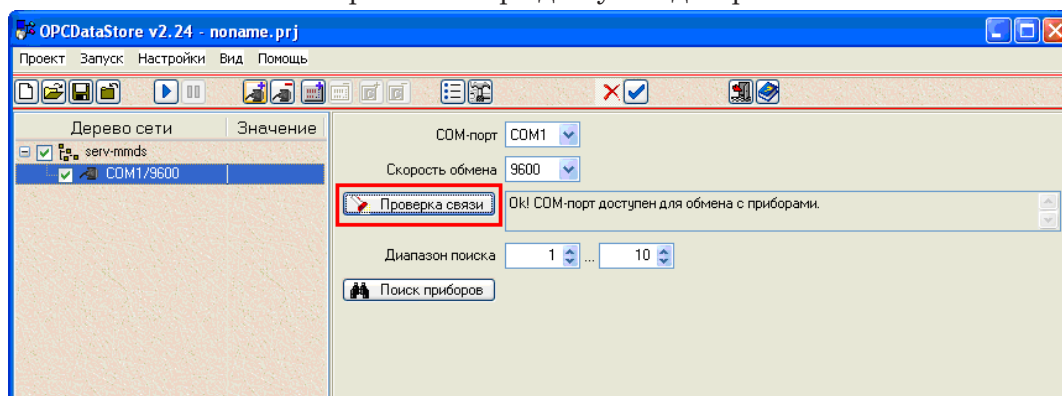 OPCDataStore v2.24 - noname.prj
Проект Запуск Настройки Вид Помощь
Дерево сети Значение
serv-mmds
COM1/9600
COM-порт COM1
Скорость обмена 9600
Проверка связи Ok! COM-порт доступен для обмена с приборами.
Диапазон поиска 1 ... 10
Поиск приборов